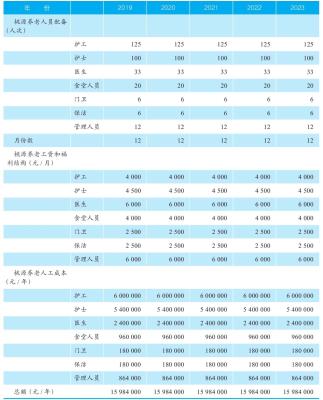 年 份 2019 2020 2021 2022 2023
桃源养老人员配备
(人次)
护工 125 125 125 125 125
护士 100 100 100 100 100
医生 33 33 33 33 33
食堂人员 20 20 20 20 20
门卫 6 6 6 6 6
保洁 6 6 6 6 6
管理人员 12 12 12 12 12
月份数 12 12 12 12 12
桃源养老工资和福
利结构(元/月)
护工 4 000 4 000 4 000 4 000 4 000
护士 4 500 4 500 4 500 4 500 4 500
医生 6 000 6 000 6 000 6 000 6 000
食堂人员 4 000 4 000 4 000 4 000 4 000
门卫 2 500 2 500 2 500 2 500 2 500
保洁 2 500 2 500 2 500 2 500 2 500
管理人员 6 000 6 000 6 000 6 000 6 000
桃源养老人工成本
(元/年)
护工 6 000 000 6 000 000 6 000 000 6 000 000 6 000 000
护士 5 400 000 5 400 000 5 400 000 5 400 000 5 400 000
医生 2 400 000 2 400 000 2 400 000 2 400 000 2 400 000
食堂人员 960 000 960 000 960 000 960 000 960 000
门卫 180 000 180 000 180 000 180 000 180 000
保洁 180 000 180 000 180 000 180 000 180 000
管理人员 864 000 864 000 864 000 864 000 864 000
总额(元/年) 15 984 000 15 984 000 15 984 000 15 984 000 15 984 000